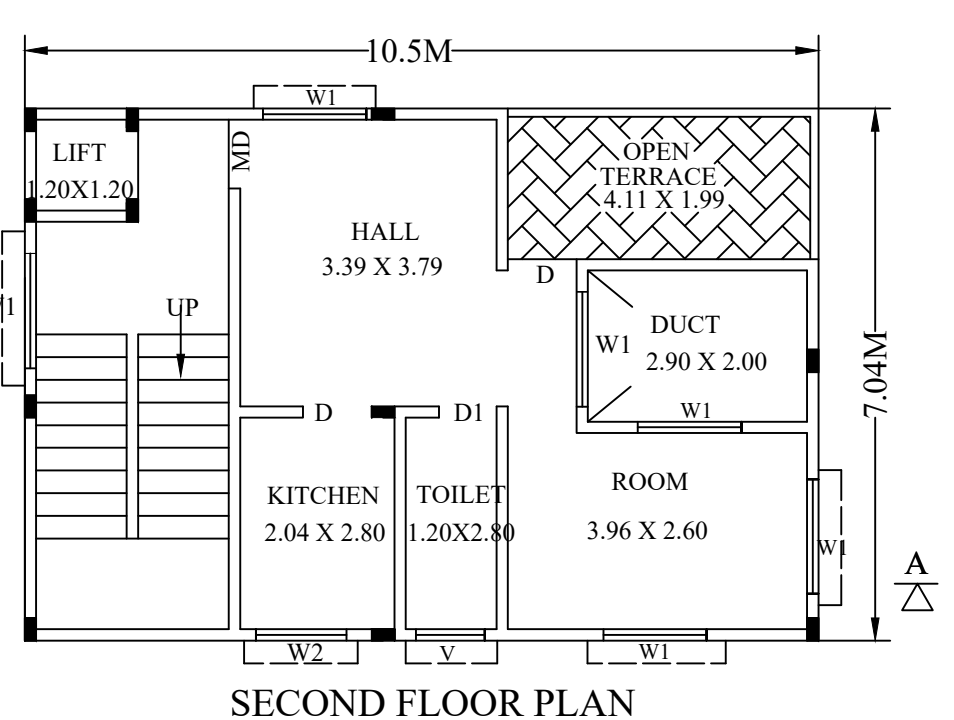 10.5M
W1
LIFT
1.20X1.20
MD
OPEN
TERRACE
4.11 X 1.99
HALL
3.39 X 3.79
D
UP
W1
DUCT
2.90 X 2.00
W1
7.04M
D
D1
KITCHEN
2.04 X 2.80
TOILET
1.20X2.80
ROOM
3.96 X 2.60
W1
A
W2
V
W1
SECOND FLOOR PLAN